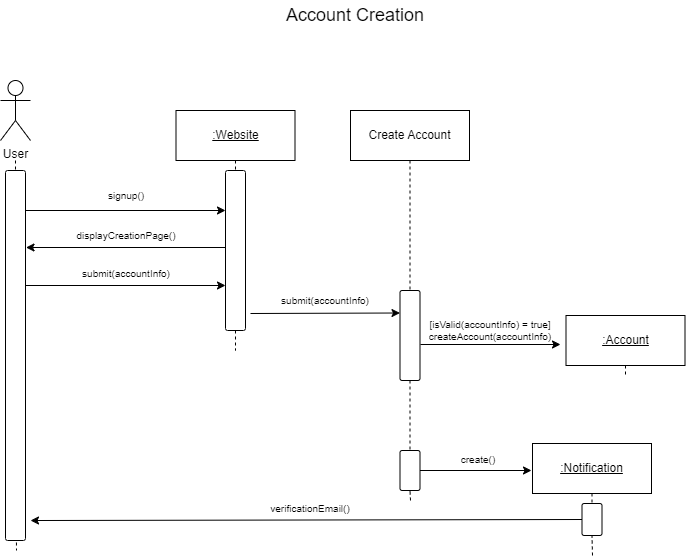 Account Creation
User
:Website
Create Account
signup()
displayCreationPage()
submit(accountInfo)
submit(accountInfo)
[isValid(accountInfo) = true]
createAccount(accountInfo)
:Account
create()
:Notification
verificationEmail()